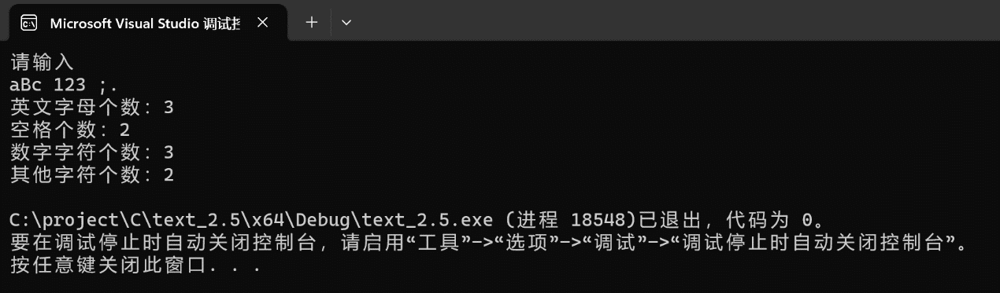 Microsoft Visual Studio 调试控
请输入
aBc 123 ;.
英文字母个数：3
空格个数：2
数字字符个数：3
其他字符个数：2
C:\project\C\text_2.5\x64\Debug\text_2.5.exe (进程 18548)已退出，代码为 0。
要在调试停止时自动关闭控制台，请启用“工具”->“选项”->“调试”->“调试停止时自动关闭控制台”。
按任意键关闭此窗口. . .